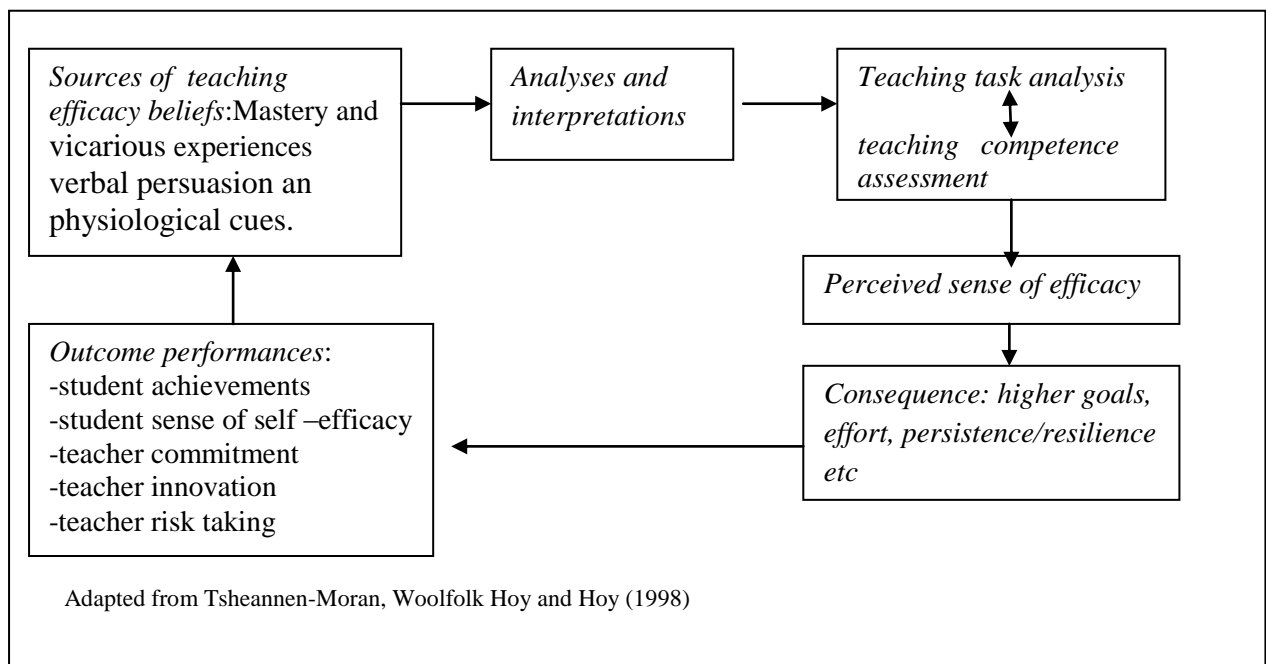 Sources of teaching
efficacy beliefs:Mastery and
vicarious experiences
verbal persuasion an
physiological cues.
Analyses and
interpretations
Teaching task analysis
teaching competence
assessment
Perceived sense of efficacy
Consequence: higher goals,
effort, persistence/resilience
etc
Outcome performances:
-student achievements
-student sense of self –efficacy
-teacher commitment
-teacher innovation
-teacher risk taking
Adapted from Tsheannen-Moran, Woolfolk Hoy and Hoy (1998)